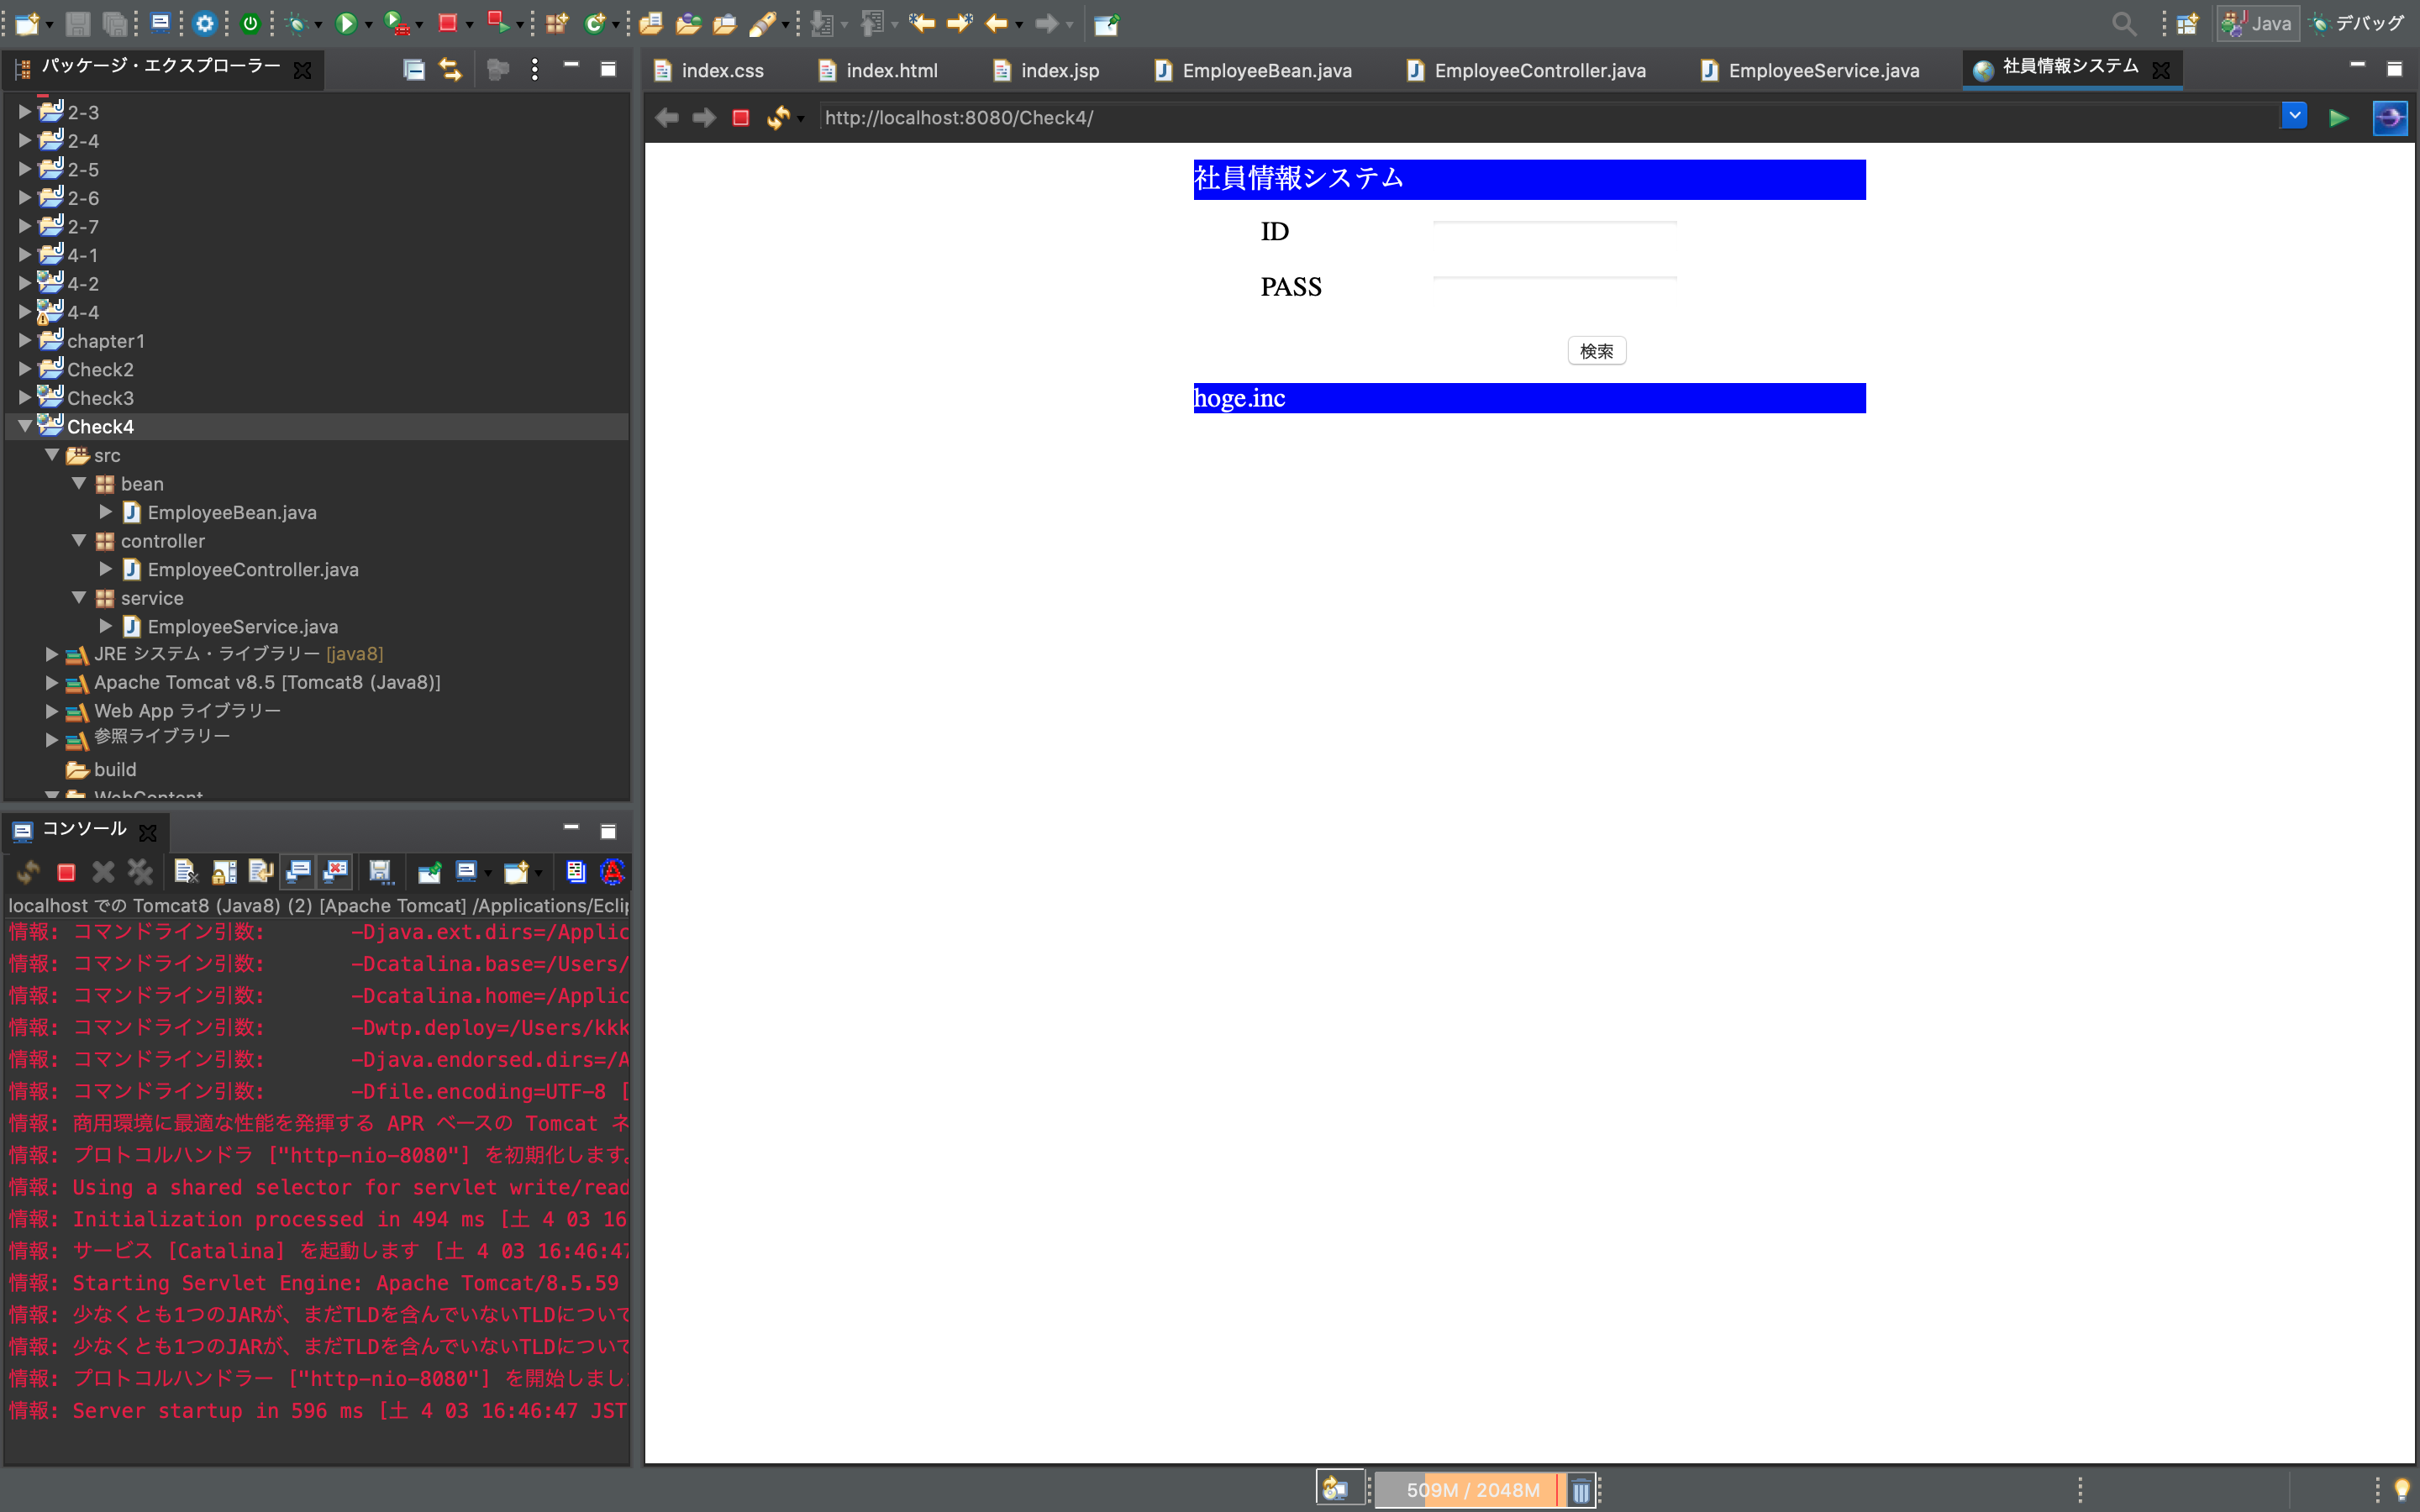 Java
デバッグ
パッケージ・エクスプローラー
2-3
2-4
2-5
2-6
2-7
4-1
4-2
4-4
chapter1
Check2
Check3
Check4
src
bean
EmployeeBean.java
controller
EmployeeController.java
service
EmployeeService.java
JRE システム・ライブラリー [java8]
Apache Tomcat v8.5 [Tomcat8 (Java8)]
Web App ライブラリー
参照ライブラリー
build
WebContent
コンソール
localhost での Tomcat8 (Java8) (2) [Apache Tomcat] /Applications/Eclip
情報: コマンドライン引数: -Djava.ext.dirs=/Applic
情報: コマンドライン引数: -Dcatalina.base=/Users/
情報: コマンドライン引数: -Dcatalina.home=/Applic
情報: コマンドライン引数: -Dwtp.deploy=/Users/kkk
情報: コマンドライン引数: -Djava.endorsed.dirs=/A
情報: コマンドライン引数: -Dfile.encoding=UTF-8 [
情報: 商用環境に最適な性能を発揮する APR ベースの Tomcat ネ
情報: プロトコルハンドラ ["http-nio-8080"] を初期化します。
情報: Using a shared selector for servlet write/read
情報: Initialization processed in 494 ms [土 4 03 16
情報: サービス [Catalina] を起動します [土 4 03 16:46:47
情報: Starting Servlet Engine: Apache Tomcat/8.5.59
情報: 少なくとも1つのJARが、まだTLDを含んでいないTLDについて
情報: 少なくとも1つのJARが、まだTLDを含んでいないTLDについて
情報: プロトコルハンドラー ["http-nio-8080"] を開始しまし
情報: Server startup in 596 ms [土 4 03 16:46:47 JST
index.css
index.html
index.jsp
EmployeeBean.java
EmployeeController.java
EmployeeService.java
社員情報システム
http://localhost:8080/Check4/
社員情報システム
ID
PASS
検索
hoge.inc
509M / 2048M